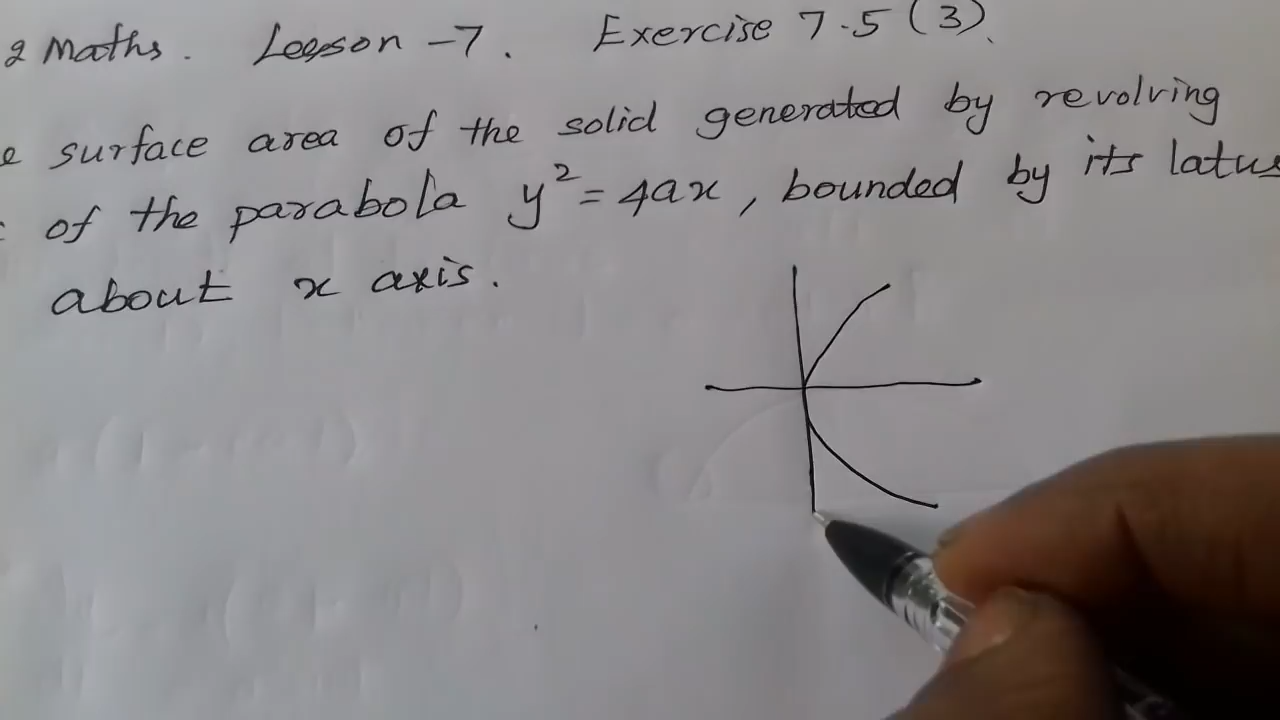 2 Maths. Lesson -7. Exercise 7.5 (3).
surface area of the solid generated by revolving
of the parabola y² = 4ax, bounded by its latus
about x axis.